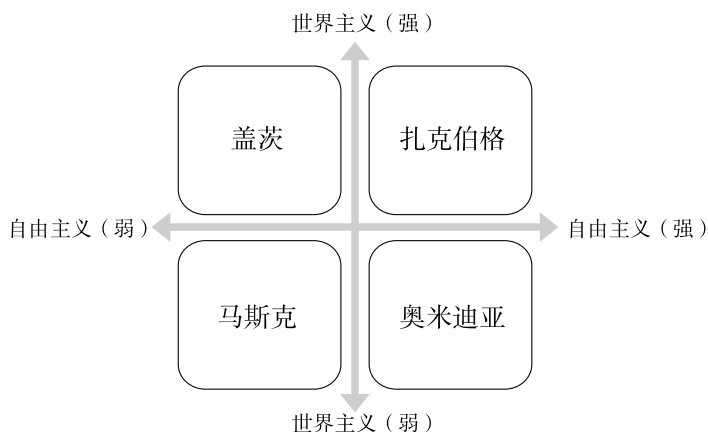 世界主义（强）
盖茨
扎克伯格
自由主义（弱）
自由主义（强）
马斯克
奥米迪亚
世界主义（弱）